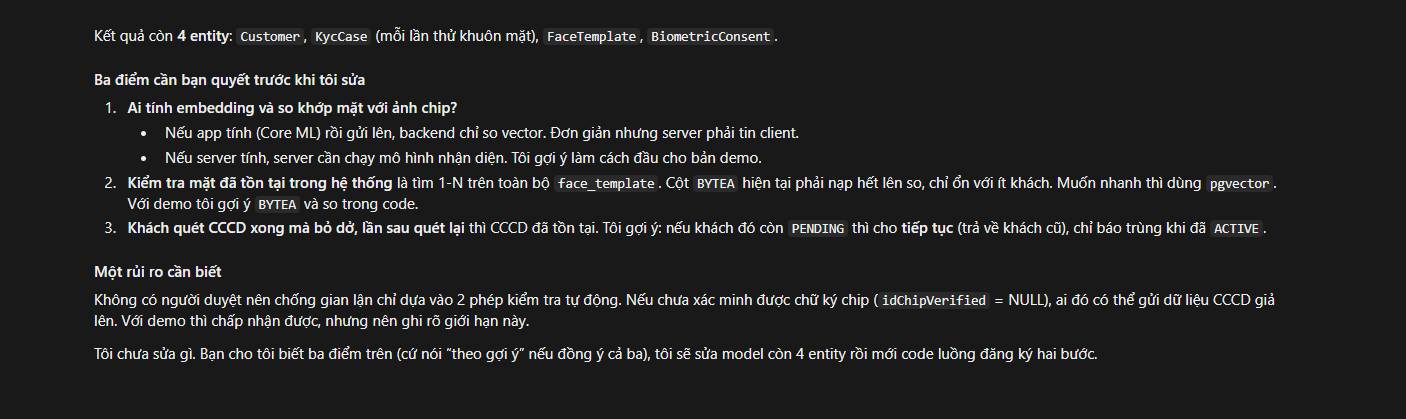 Kết quả còn 4 entity: Customer, KycCase (mỗi lần thử khuôn mặt), FaceTemplate, BiometricConsent.
Ba điểm cần bạn quyết trước khi tôi sửa
1. Ai tính embedding và so khớp mặt với ảnh chip?
• Nếu app tính (Core ML) rồi gửi lên, backend chỉ so vector. Đơn giản nhưng server phải tin client.
• Nếu server tính, server cần chạy mô hình nhận diện. Tôi gợi ý làm cách đầu cho bản demo.
2. Kiểm tra mặt đã tồn tại trong hệ thống là tìm 1-N trên toàn bộ face_template. Cột BYTEA hiện tại phải nạp hết lên so, chỉ ổn với ít khách. Muốn nhanh thì dùng pgvector.
Với demo tôi gợi ý BYTEA và so trong code.
3. Khách quét CCCD xong mà bỏ dở, lần sau quét lại thì CCCD đã tồn tại. Tôi gợi ý: nếu khách đó còn PENDING thì cho tiếp tục (trả về khách cũ), chỉ báo trùng khi đã ACTIVE.
Một rủi ro cần biết
Không có người duyệt nên chống gian lận chỉ dựa vào 2 phép kiểm tra tự động. Nếu chưa xác minh được chữ ký chip (idChipVerified = NULL), ai đó có thể gửi dữ liệu CCCD giả
lên. Với demo thì chấp nhận được, nhưng nên ghi rõ giới hạn này.
Tôi chưa sửa gì. Bạn cho tôi biết ba điểm trên (cứ nói "theo gợi ý" nếu đồng ý cả ba), tôi sẽ sửa model còn 4 entity rồi mới code luồng đăng ký hai bước.